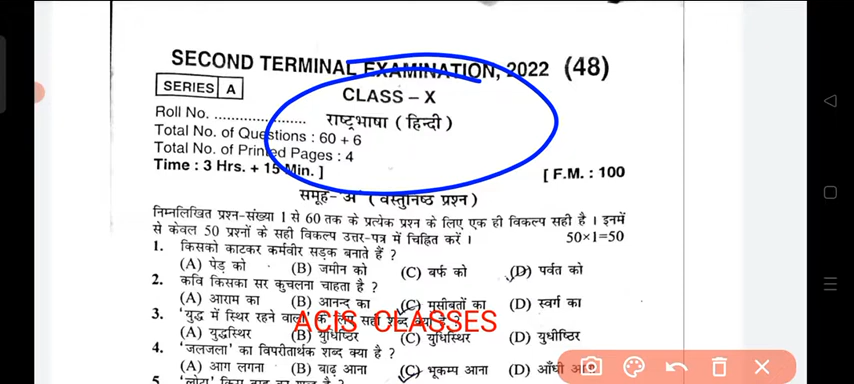 SECOND TERMINAL EXAMINATION, 2022 (48)
SERIES A
CLASS – X
Roll No. ......................
राष्ट्रभाषा ( हिन्दी )
Total No. of Questions : 60 + 6
Total No. of Printed Pages : 4
Time : 3 Hrs. + 15 Min. ]
[ F.M. : 100
समूह-'अ' ( वस्तुनिष्ठ प्रश्न )
निम्नलिखित प्रश्न-संख्या 1 से 60 तक के प्रत्येक प्रश्न के लिए एक ही विकल्प सही है । इनमें
से केवल 50 प्रश्नों के सही विकल्प उत्तर-पत्र में चिह्नित करें । 50×1=50
1. किसको काटकर कर्मवीर सड़क बनाते हैं ?
(A) पेड़ को (B) जमीन को (C) बर्फ को (D) पर्वत को
2. कवि किसका सर कुचलना चाहता है ?
(A) आराम का (B) आनन्द का (C) मुसीबतों का (D) स्वर्ग का
3. 'युद्ध में स्थिर रहने वाला' के लिए सही शब्द क्या है ?
ACIS CLASSES
(A) युद्धस्थिर (B) युधिष्ठिर (C) युधिस्थिर (D) युधीष्ठिर
4. 'जलजला' का विपरीतार्थक शब्द क्या है ?
(A) आग लगना (B) बाढ़ आना (C) भूकम्प आना (D) आँधी